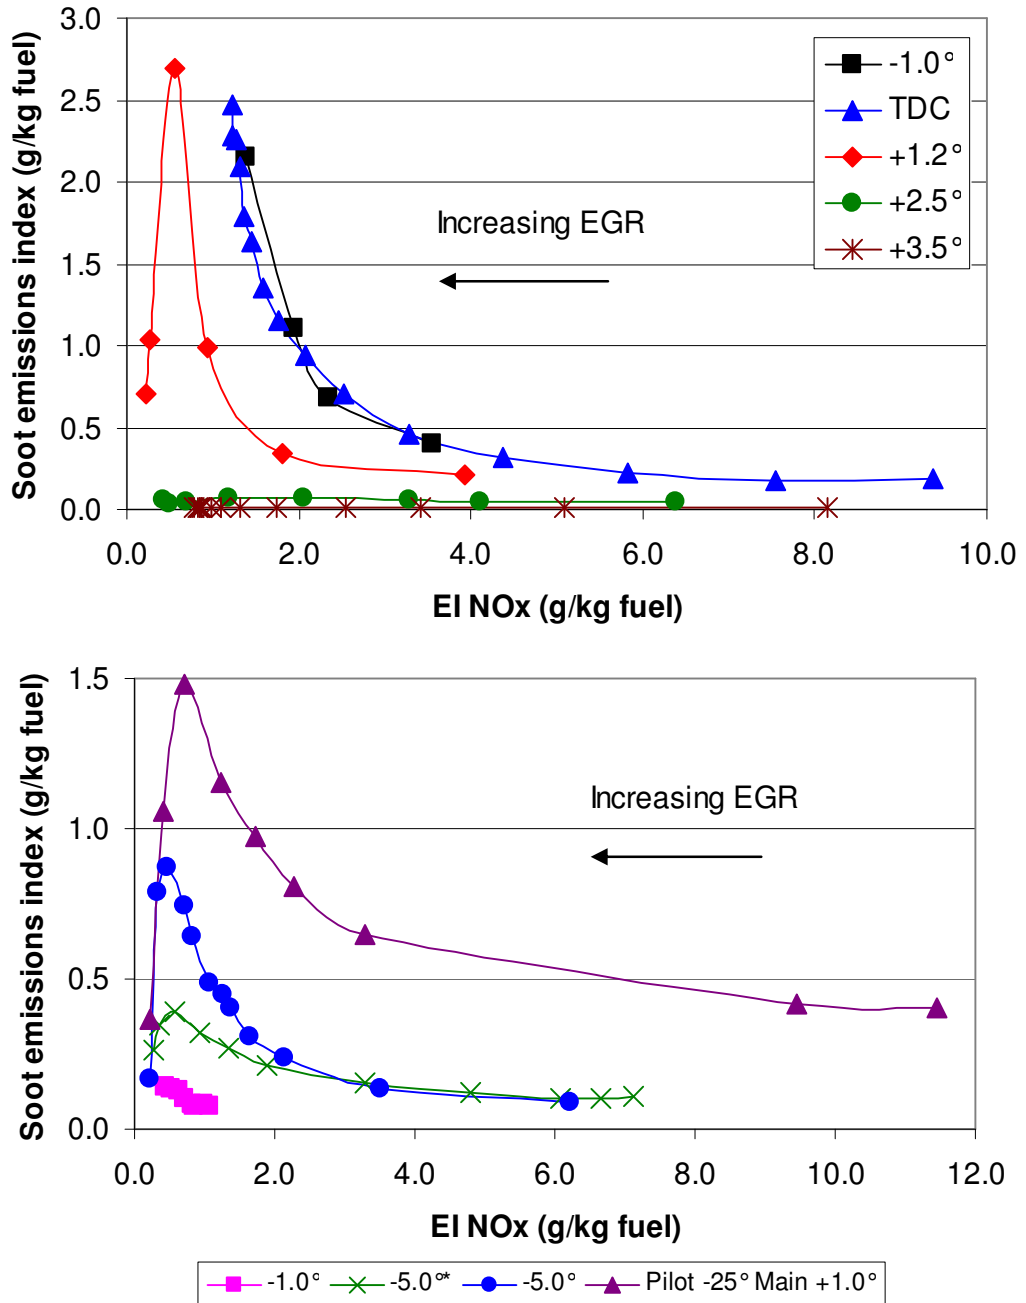 Soot emissions index (g/kg fuel)
3.0
2.5
2.0
1.5
1.0
0.5
0.0
-1.0°
TDC
+1.2°
+2.5°
+3.5°
Increasing EGR
0.0 2.0 4.0 6.0 8.0 10.0
EI NOx (g/kg fuel)
Soot emissions index (g/kg fuel)
1.5
1.0
0.5
0.0
Increasing EGR
0.0 2.0 4.0 6.0 8.0 10.0 12.0
EI NOx (g/kg fuel)
-1.0° -5.0°* -5.0° Pilot -25° Main +1.0°